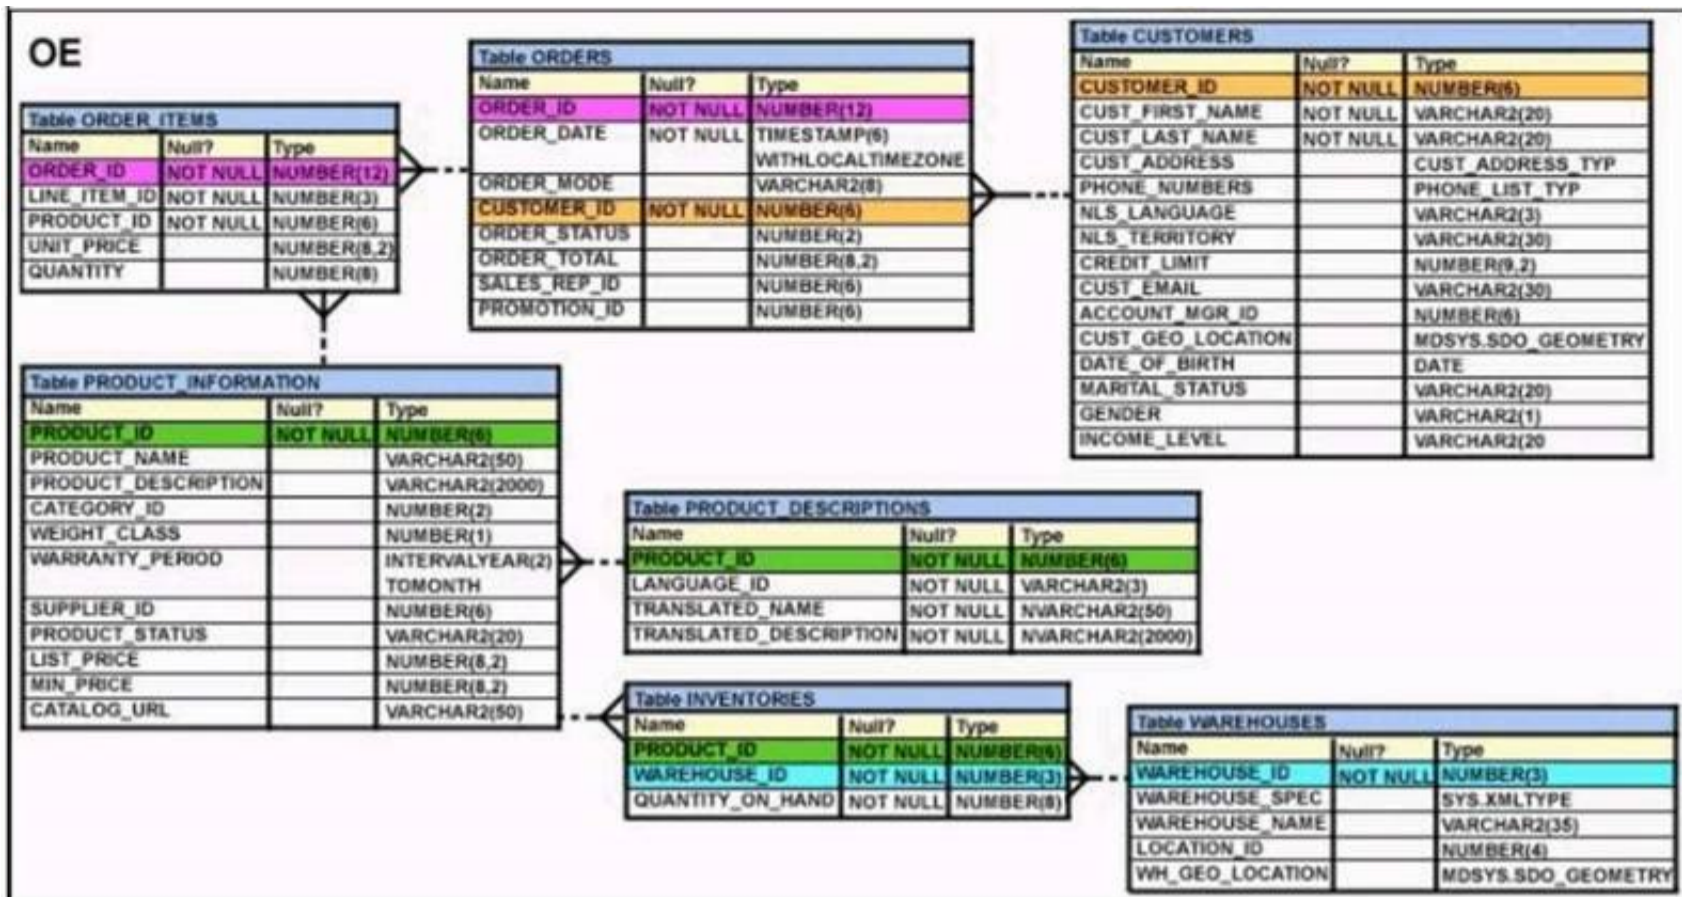 OE
Table ORDER_ITEMS
Name Null? Type
ORDER_ID NOT NULL NUMBER(12)
LINE_ITEM_ID NOT NULL NUMBER(3)
PRODUCT_ID NOT NULL NUMBER(6)
UNIT_PRICE NUMBER(8,2)
QUANTITY NUMBER(8)
Table ORDERS
Name Null? Type
ORDER_ID NOT NULL NUMBER(12)
ORDER_DATE NOT NULL TIMESTAMP(6)
WITHLOCALTIMEZONE
ORDER_MODE VARCHAR2(8)
CUSTOMER_ID NOT NULL NUMBER(6)
ORDER_STATUS NUMBER(2)
ORDER_TOTAL NUMBER(8,2)
SALES_REP_ID NUMBER(6)
PROMOTION_ID NUMBER(6)
Table CUSTOMERS
Name Null? Type
CUSTOMER_ID NOT NULL NUMBER(6)
CUST_FIRST_NAME NOT NULL VARCHAR2(20)
CUST_LAST_NAME NOT NULL VARCHAR2(20)
CUST_ADDRESS CUST_ADDRESS_TYP
PHONE_NUMBERS PHONE_LIST_TYP
NLS_LANGUAGE VARCHAR2(3)
NLS_TERRITORY VARCHAR2(30)
CREDIT_LIMIT NUMBER(9,2)
CUST_EMAIL VARCHAR2(30)
ACCOUNT_MGR_ID NUMBER(6)
CUST_GEO_LOCATION MDSYS.SDO_GEOMETRY
DATE_OF_BIRTH DATE
MARITAL_STATUS VARCHAR2(20)
GENDER VARCHAR2(1)
INCOME_LEVEL VARCHAR2(20
Table PRODUCT_INFORMATION
Name Null? Type
PRODUCT_ID NOT NULL NUMBER(6)
PRODUCT_NAME VARCHAR2(50)
PRODUCT_DESCRIPTION VARCHAR2(2000)
CATEGORY_ID NUMBER(2)
WEIGHT_CLASS NUMBER(1)
WARRANTY_PERIOD INTERVALYEAR(2)
TOMONTH
SUPPLIER_ID NUMBER(6)
PRODUCT_STATUS VARCHAR2(20)
LIST_PRICE NUMBER(8,2)
MIN_PRICE NUMBER(8,2)
CATALOG_URL VARCHAR2(50)
Table PRODUCT_DESCRIPTIONS
Name Null? Type
PRODUCT_ID NOT NULL NUMBER(6)
LANGUAGE_ID NOT NULL VARCHAR2(3)
TRANSLATED_NAME NOT NULL NVARCHAR2(50)
TRANSLATED_DESCRIPTION NOT NULL NVARCHAR2(2000)
Table INVENTORIES
Name Null? Type
PRODUCT_ID NOT NULL NUMBER(6)
WAREHOUSE_ID NOT NULL NUMBER(3)
QUANTITY_ON_HAND NOT NULL NUMBER(8)
Table WAREHOUSES
Name Null? Type
WAREHOUSE_ID NOT NULL NUMBER(3)
WAREHOUSE_SPEC SYS.XMLTYPE
WAREHOUSE_NAME VARCHAR2(35)
LOCATION_ID NUMBER(4)
WH_GEO_LOCATION MDSYS.SDO_GEOMETRY